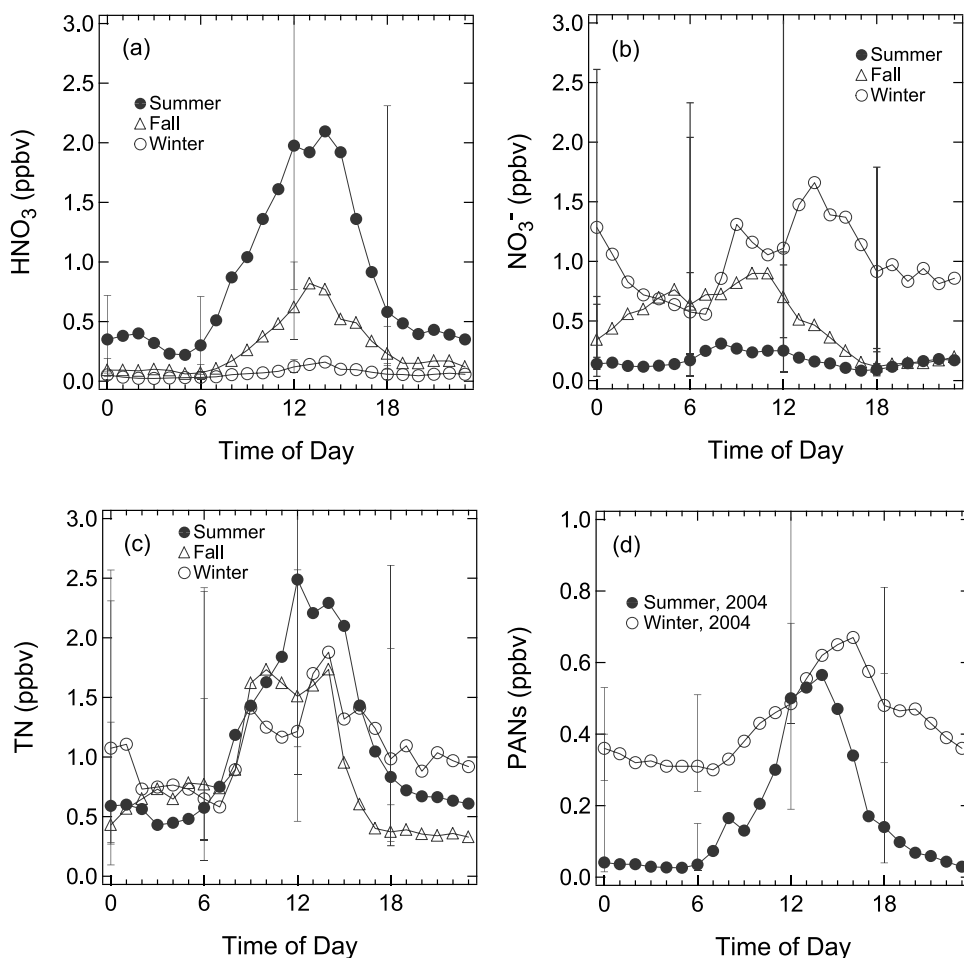 3.0
2.5
2.0
1.5
1.0
0.5
0.0
HNO3 (ppbv)
(a)
Summer
Fall
Winter
0 6 12 18
Time of Day
3.0
2.5
2.0
1.5
1.0
0.5
0.0
NO3⁻ (ppbv)
(b)
Summer
Fall
Winter
0 6 12 18
Time of Day
3.0
2.5
2.0
1.5
1.0
0.5
0.0
TN (ppbv)
(c)
Summer
Fall
Winter
0 6 12 18
Time of Day
1.0
0.8
0.6
0.4
0.2
0.0
PANs (ppbv)
(d)
Summer, 2004
Winter, 2004
0 6 12 18
Time of Day